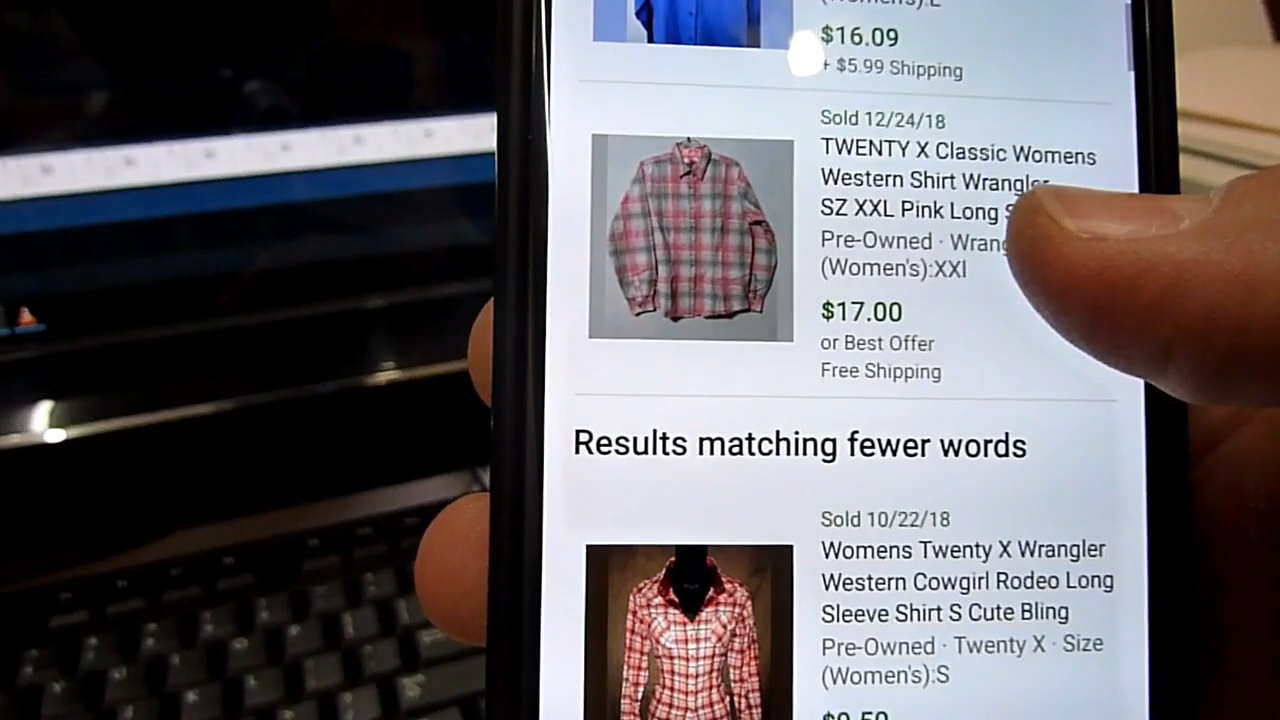 $16.09
+ $5.99 Shipping
Sold 12/24/18
TWENTY X Classic Womens
Western Shirt Wrangler
SZ XXL Pink Long
Pre-Owned · Wrang
(Women's):XXl
$17.00
or Best Offer
Free Shipping
Results matching fewer words
Sold 10/22/18
Womens Twenty X Wrangler
Western Cowgirl Rodeo Long
Sleeve Shirt S Cute Bling
Pre-Owned · Twenty X · Size
(Women's):S